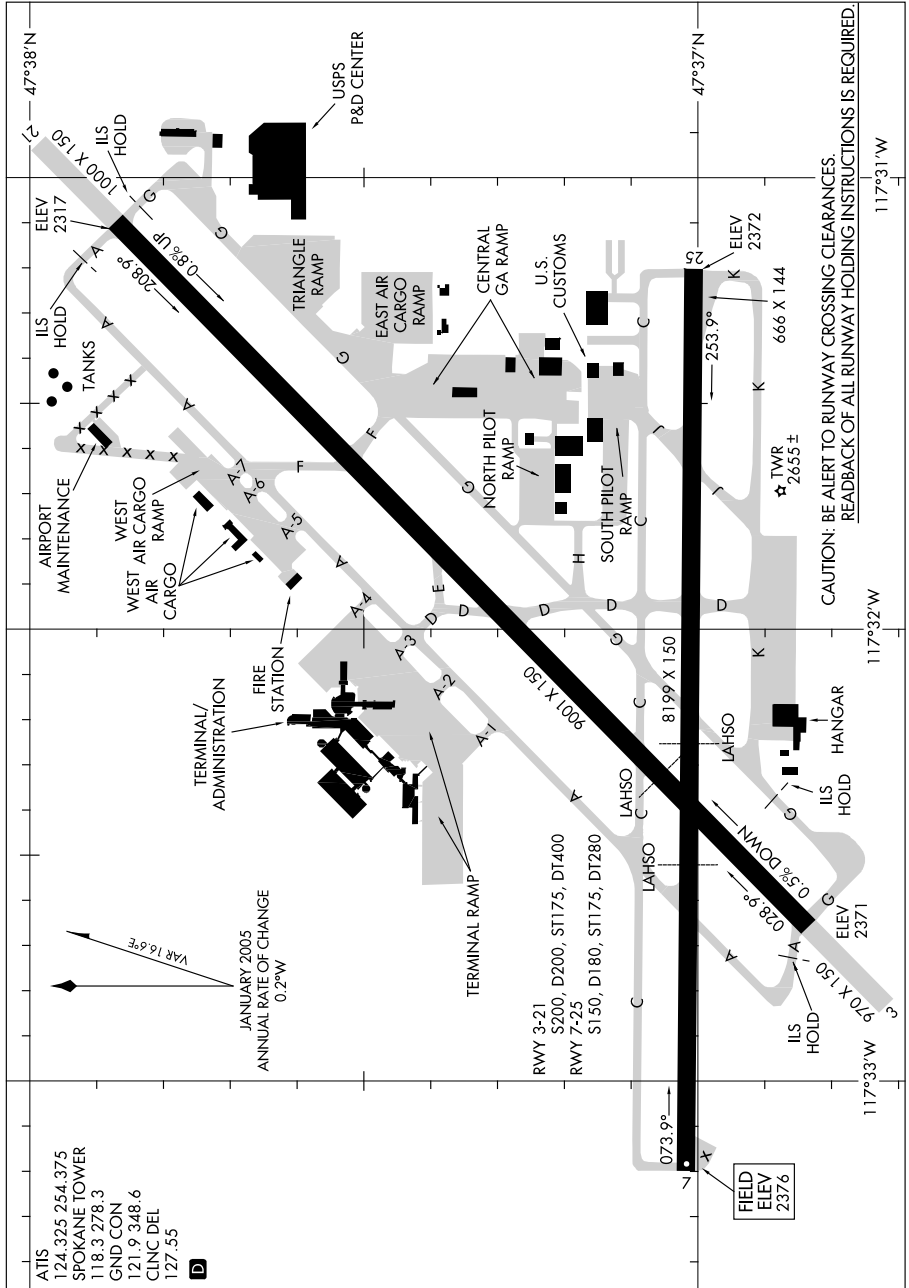 ATIS
124.325 254.375
SPOKANE TOWER
118.3 278.3
GND CON
121.9 348.6
CLNC DEL
127.55
D
JANUARY 2005
ANNUAL RATE OF CHANGE
0.2°W
VAR 16.6°E
47°38'N
47°37'N
117°33'W
117°32'W
117°31'W
TERMINAL/
ADMINISTRATION
TERMINAL RAMP
FIRE
STATION
WEST
AIR
CARGO
WEST
AIR CARGO
RAMP
AIRPORT
MAINTENANCE
TANKS
ILS
HOLD
ELEV
2317
21
1000 X 150
ILS
HOLD
USPS
P&D CENTER
208.9°
0.8% UP
TRIANGLE
RAMP
EAST AIR
CARGO
RAMP
CENTRAL
GA RAMP
U.S.
CUSTOMS
NORTH PILOT
RAMP
SOUTH PILOT
RAMP
A
A
A
A
A
A
A
A-7
A-6
A-5
A-4
A-3
A-2
A-1
X
X
X
X
X
X
X
X
X
F
F
G
G
G
G
G
G
G
E
D
D
D
D
D
H
J
J
C
C
C
C
C
K
K
K
9001 X 150
8199 X 150
RWY 3-21
S200, D200, ST175, DT400
RWY 7-25
S150, D180, ST175, DT280
LAHSO
LAHSO
LAHSO
7
073.9°
X
FIELD
ELEV
2376
25
ELEV
2372
253.9°
666 X 144
TWR
2655±
HANGAR
ILS
HOLD
0.5% DOWN
028.9°
ELEV
2371
ILS
HOLD
970 X 150
3
CAUTION: BE ALERT TO RUNWAY CROSSING CLEARANCES.
READBACK OF ALL RUNWAY HOLDING INSTRUCTIONS IS REQUIRED.